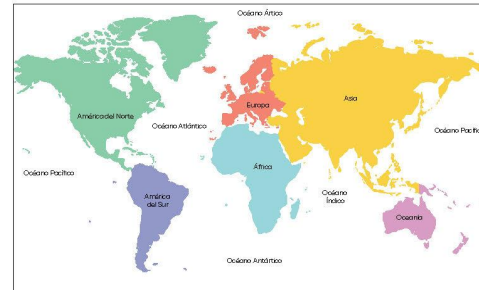 Océano Ártico
América del Norte
Europa
Asia
Océano Atlántico
Océano Pacífico
Océano Pacífico
África
América
del Sur
Océano
Índico
Oceanía
Océano Antártico